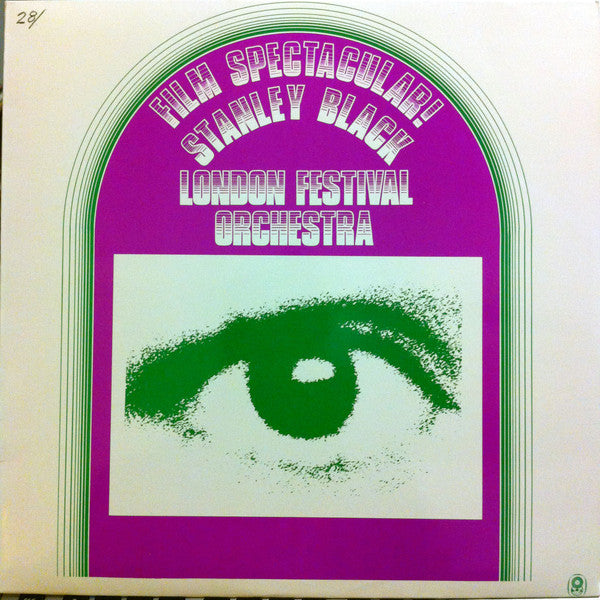 28/
FILM SPECTACULAR!
STANLEY BLACK
LONDON FESTIVAL
ORCHESTRA